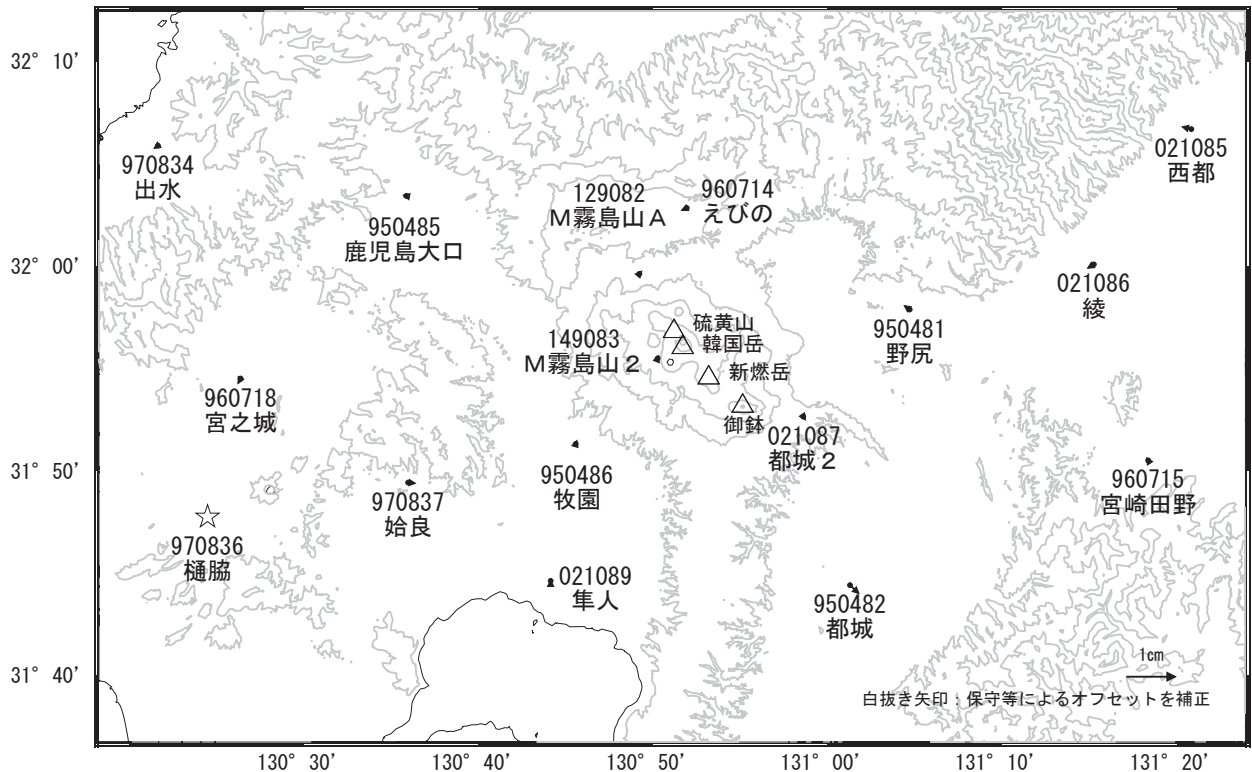 32° 10′
021085
西都
970834
出水
129082
M霧島山A
960714
えびの
950485
鹿児島大口
32° 00′
021086
綾
950481
野尻
硫黄山
韓国岳
149083
M霧島山2
新燃岳
960718
宮之城
御鉢
021087
都城2
31° 50′
950486
牧園
960715
宮崎田野
970837
姶良
970836
樋脇
021089
隼人
950482
都城
31° 40′
1cm
白抜き矢印：保守等によるオフセットを補正
130° 30′
130° 40′
130° 50′
131° 00′
131° 10′
131° 20′